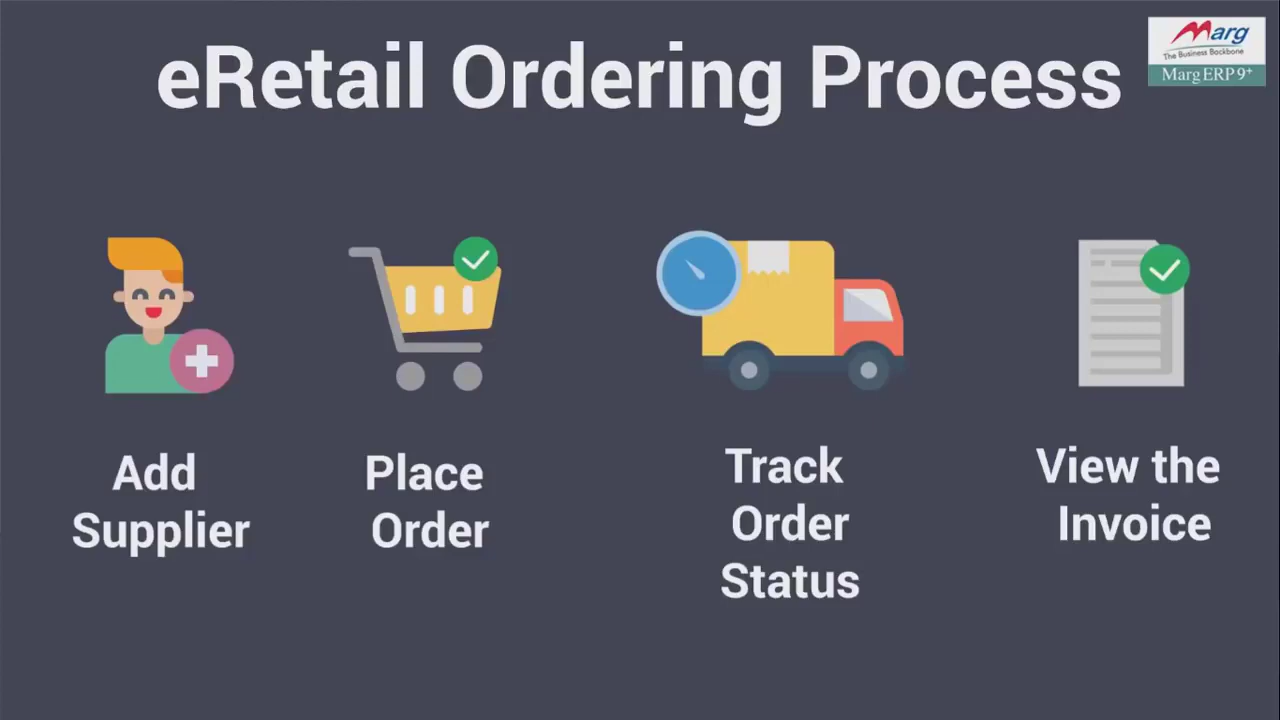 eRetail Ordering Process
Marg
The Business Backbone
Marg ERP 9+
Add
Supplier
Place
Order
Track
Order
Status
View the
Invoice